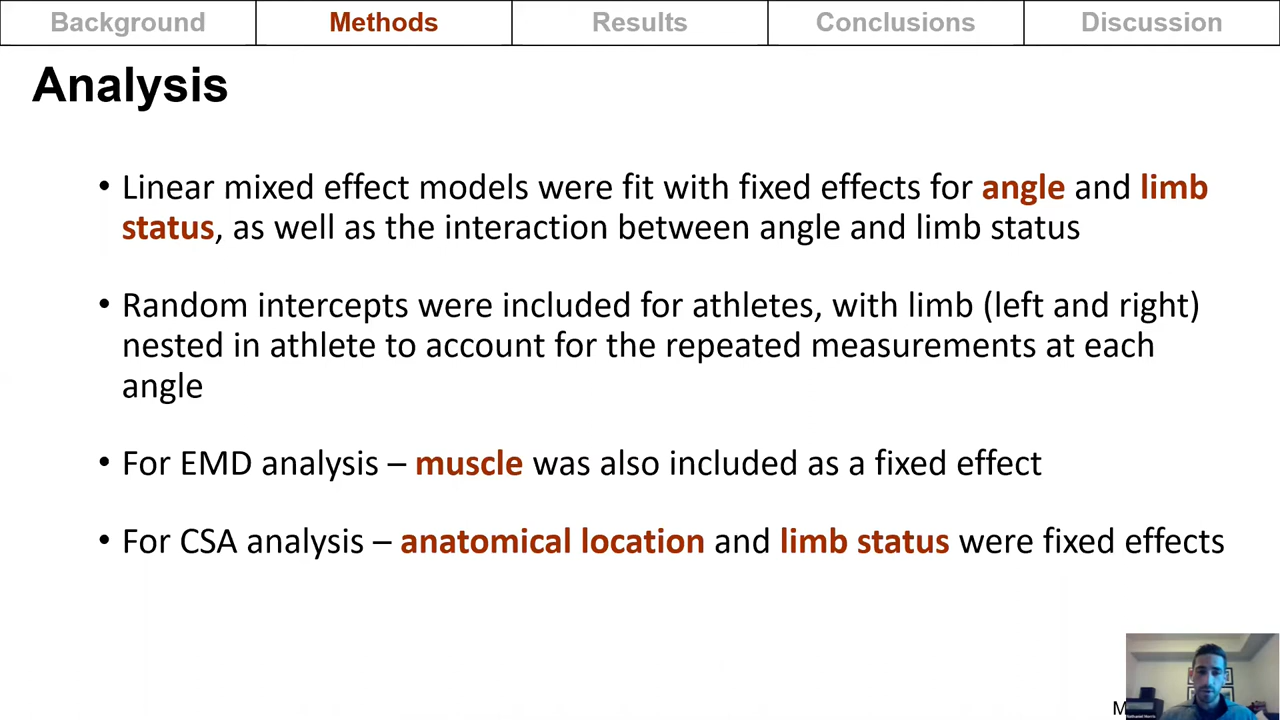 Background Methods Results Conclusions Discussion
Analysis
• Linear mixed effect models were fit with fixed effects for angle and limb
status, as well as the interaction between angle and limb status
• Random intercepts were included for athletes, with limb (left and right)
nested in athlete to account for the repeated measurements at each
angle
• For EMD analysis – muscle was also included as a fixed effect
• For CSA analysis – anatomical location and limb status were fixed effects